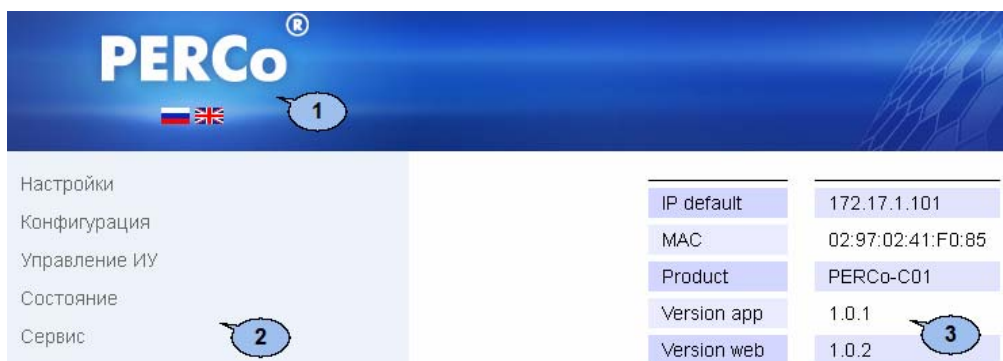 PERCo®
1
Настройки
Конфигурация
Управление ИУ
Состояние
Сервис
2
IP default 172.17.1.101
MAC 02:97:02:41:F0:85
Product PERCo-C01
Version app 1.0.1
Version web 1.0.2
3